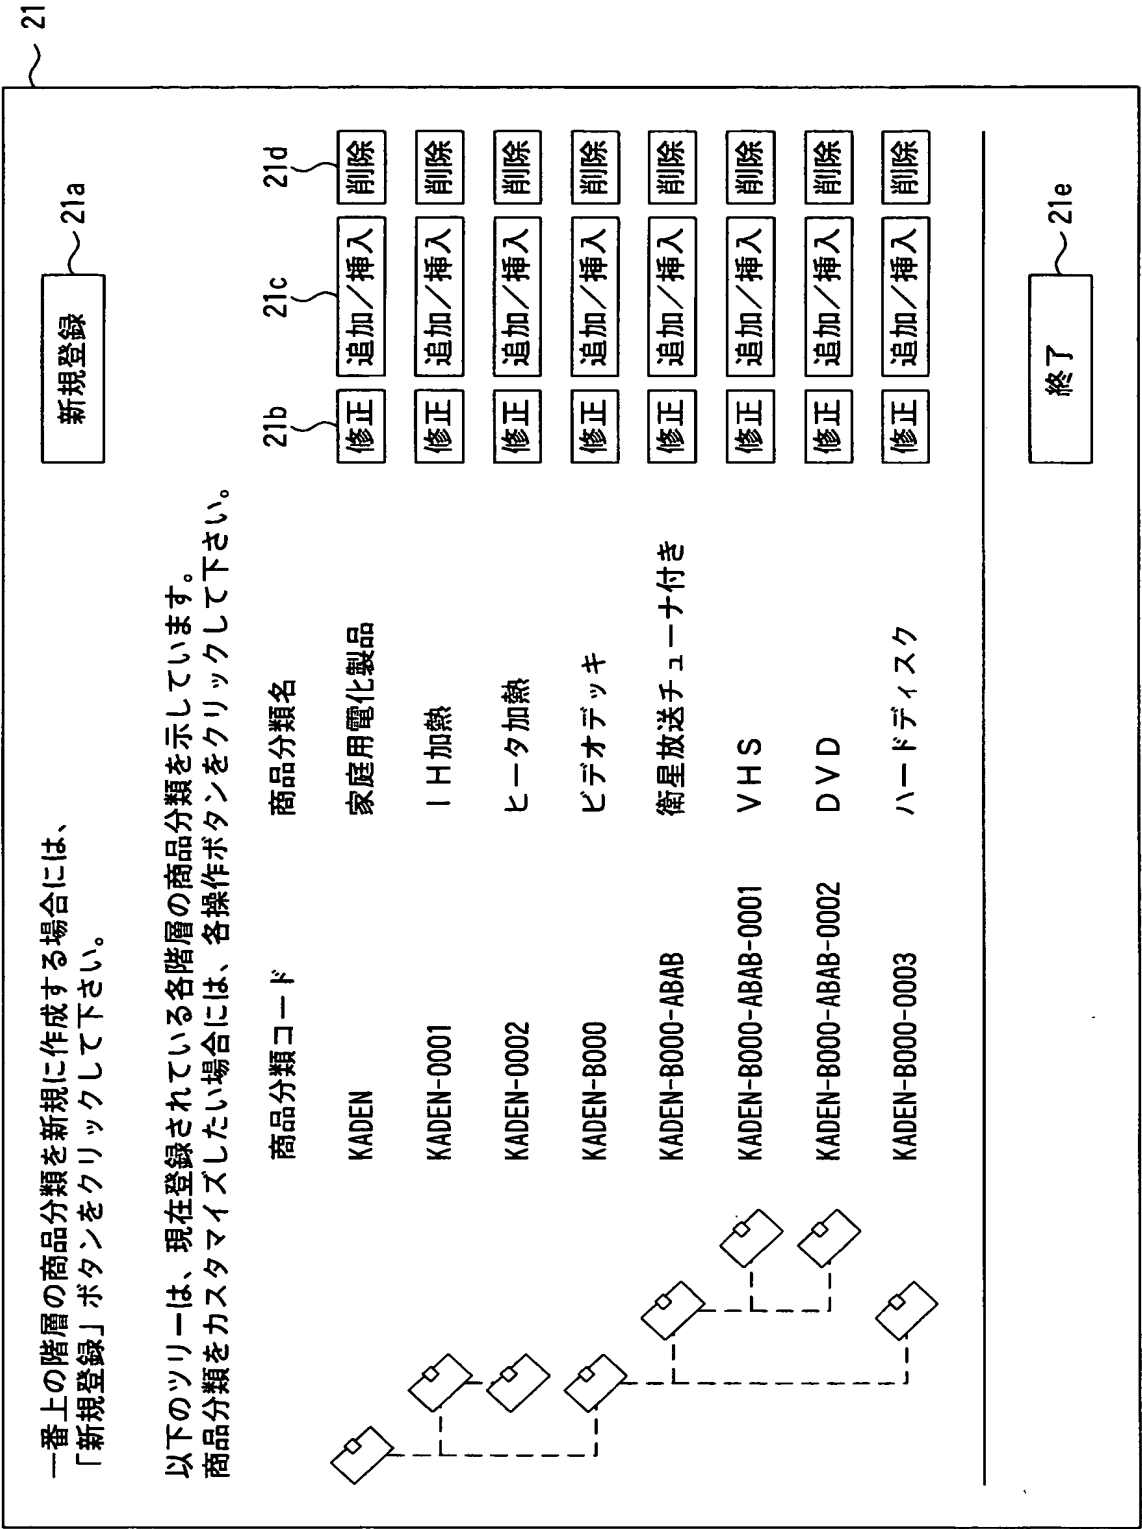 21
一番上の階層の商品分類を新規に作成する場合には、
「新規登録」ボタンをクリックして下さい。
新規登録
21a
以下のツリーは、現在登録されている各階層の商品分類を示しています。
商品分類をカスタマイズしたい場合には、各操作ボタンをクリックして下さい。
商品分類コード 商品分類名 21b 21c 21d
KADEN 家庭用電化製品 修正 追加/挿入 削除
KADEN-0001 IH加熱 修正 追加/挿入 削除
KADEN-0002 ヒータ加熱 修正 追加/挿入 削除
KADEN-B000 ビデオデッキ 修正 追加/挿入 削除
KADEN-B000-ABAB 衛星放送チューナ付き 修正 追加/挿入 削除
KADEN-B000-ABAB-0001 VHS 修正 追加/挿入 削除
KADEN-B000-ABAB-0002 DVD 修正 追加/挿入 削除
KADEN-B000-0003 ハードディスク 修正 追加/挿入 削除
終了
21e